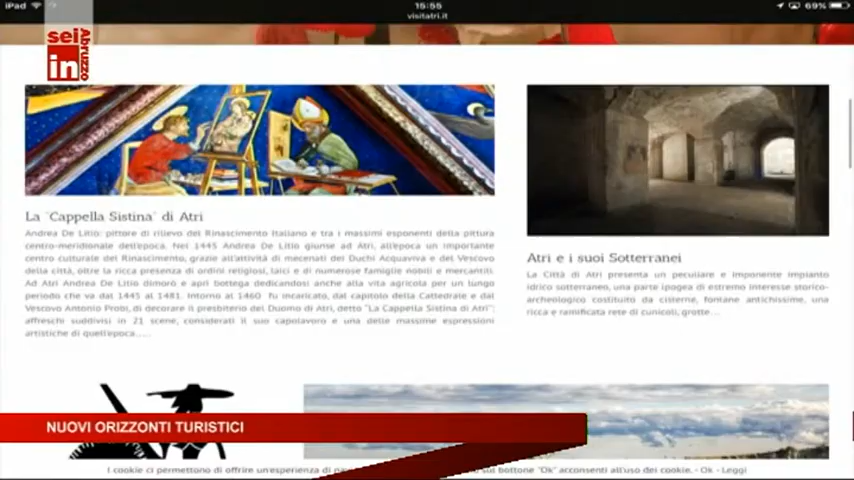 iPad
15:55
69%
visitatri.it
sei
in
Abruzzo
La "Cappella Sistina" di Atri
Andrea De Litio: pittore di rilievo del Rinascimento Italiano e tra i massimi esponenti della pittura
centro-meridionale dell'epoca. Nel 1445 Andrea De Litio giunse ad Atri, all'epoca un importante
centro culturale del Rinascimento, grazie all'attività di mecenati dei Duchi Acquaviva e del Vescovo
della città, oltre la ricca presenza di ordini religiosi, laici e di numerose famiglie nobili e mercantili.
Ad Atri Andrea De Litio dimorò e aprì bottega dedicandosi anche alla vita agricola per un lungo
periodo che va dal 1445 al 1481. Intorno al 1460 fu incaricato, dal capitolo della Cattedrale e dal
Vescovo Antonio Probi, di decorare il presbiterio del Duomo di Atri, detto "La Cappella Sistina di Atri":
affreschi suddivisi in 21 scene, considerati il suo capolavoro e una delle massime espressioni
artistiche di quell'epoca.....
Atri e i suoi Sotterranei
La Città di Atri presenta un peculiare e imponente impianto
idrico sotterraneo, una parte ipogea di estremo interesse storico-
archeologico costituito da cisterne, fontane antichissime, una
ricca e ramificata rete di cunicoli, grotte...
NUOVI ORIZZONTI TURISTICI
I cookie ci permettono di offrire un'esperienza di sul bottone "Ok" acconsenti all'uso dei cookie. - Ok - Leggi